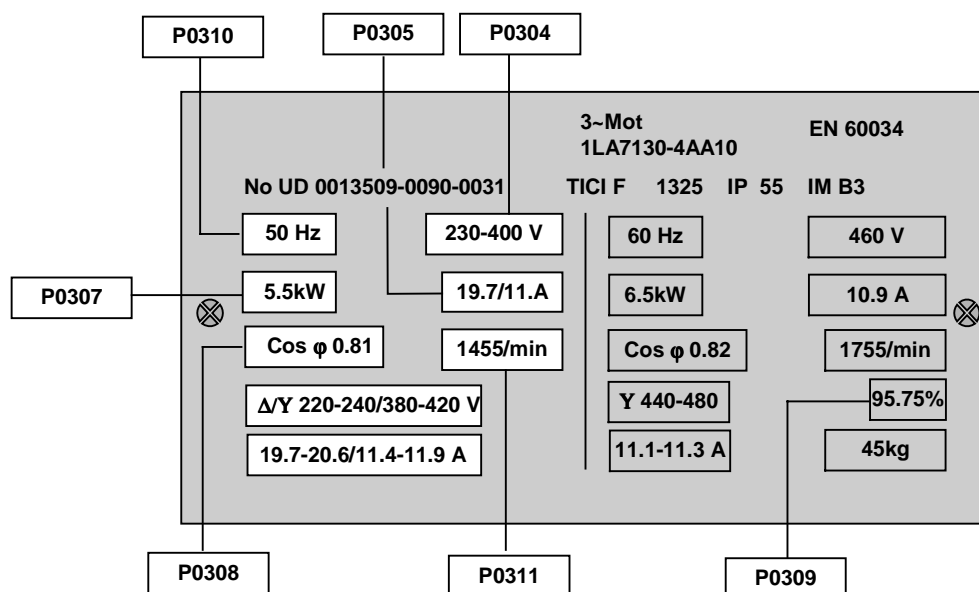 P0310 P0305 P0304
3~Mot EN 60034
1LA7130-4AA10
No UD 0013509-0090-0031 TICI F 1325 IP 55 IM B3
50 Hz 230-400 V 60 Hz 460 V
P0307 5.5kW 19.7/11.A 6.5kW 10.9 A
Cos φ 0.81 1455/min Cos φ 0.82 1755/min
Δ/Y 220-240/380-420 V Y 440-480 95.75%
19.7-20.6/11.4-11.9 A 11.1-11.3 A 45kg
P0308 P0311 P0309